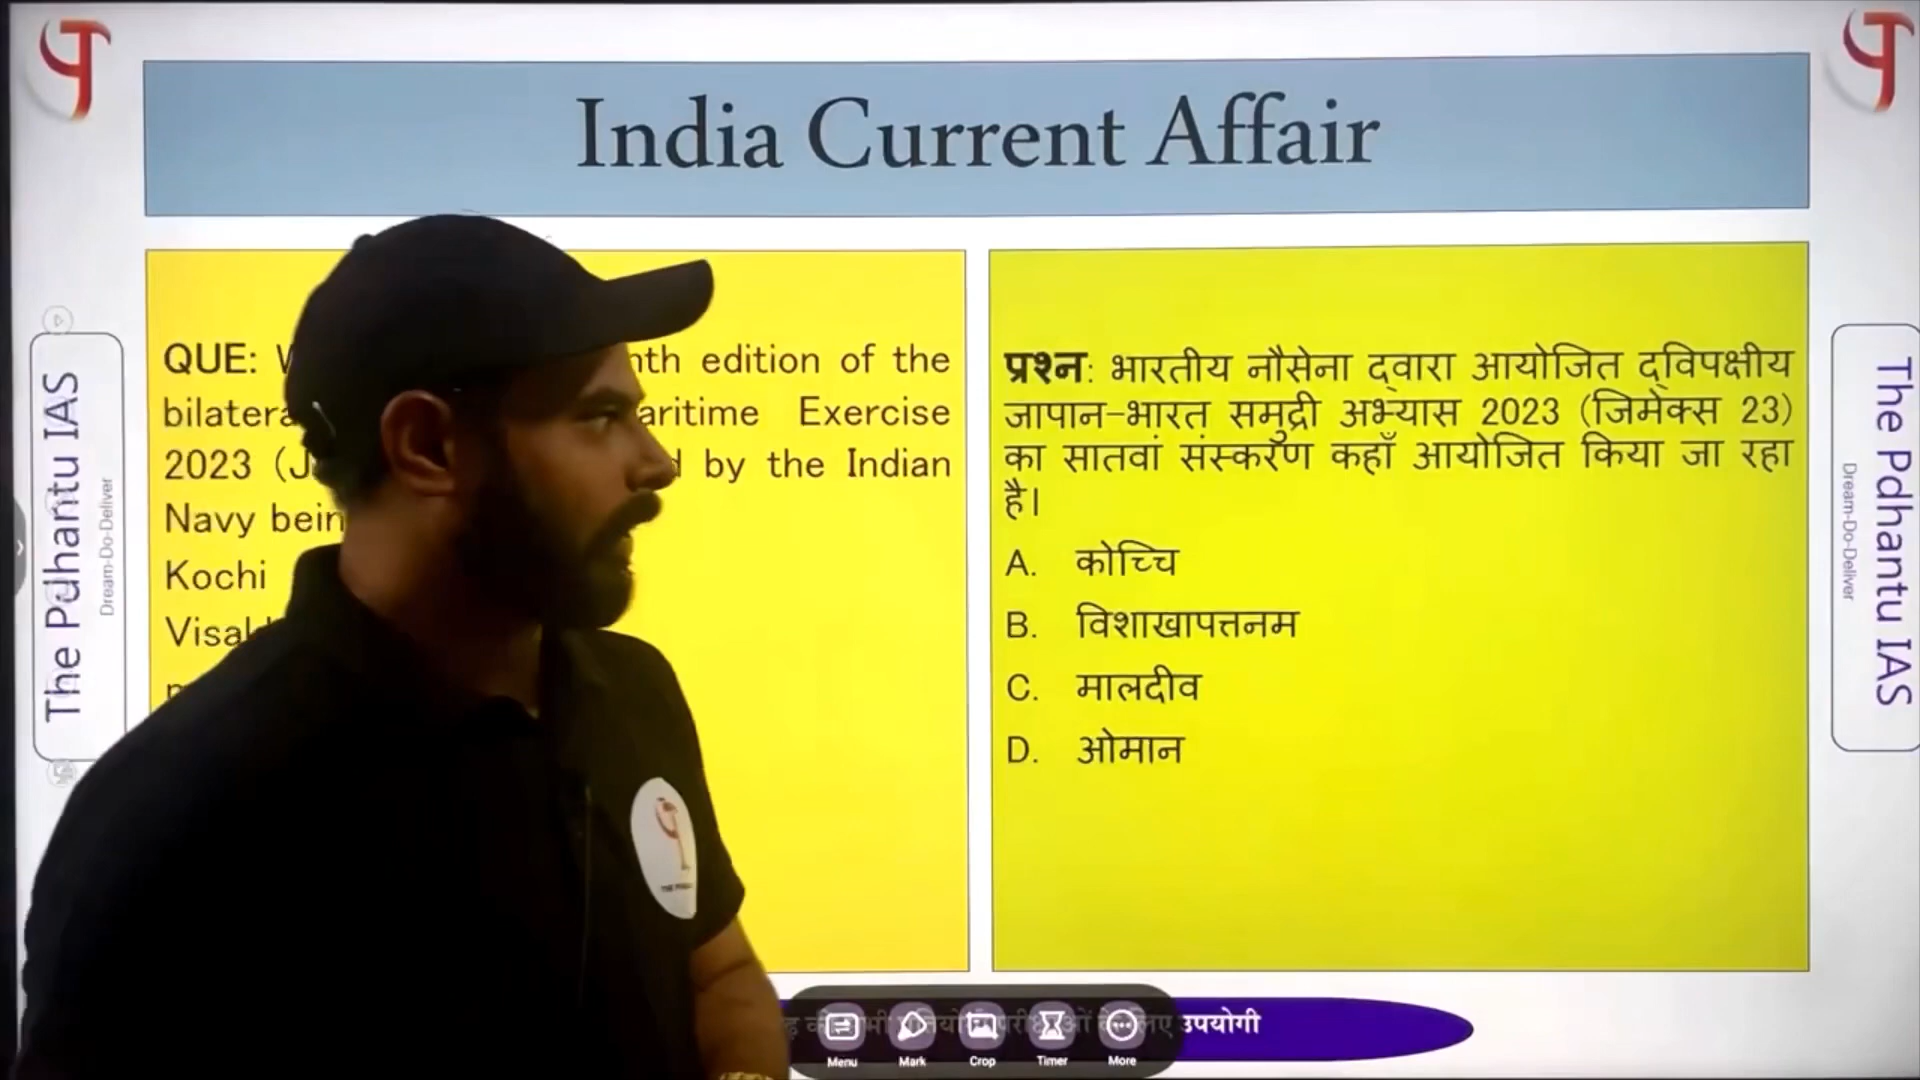 India Current Affair
QUE: nth edition of the
bilatera aritime Exercise
2023 ( by the Indian
Navy bein
Kochi
Visak
प्रश्न: भारतीय नौसेना द्वारा आयोजित द्विपक्षीय
जापान-भारत समुद्री अभ्यास 2023 (जिमेक्स 23)
का सातवां संस्करण कहाँ आयोजित किया जा रहा
है।
A. कोच्चि
B. विशाखापत्तनम
C. मालदीव
D. ओमान
The Pdhantu IAS
Dream-Do-Deliver
The Pdhantu IAS
Dream-Do-Deliver
उपयोगी
Menu Mark Crop Timer More